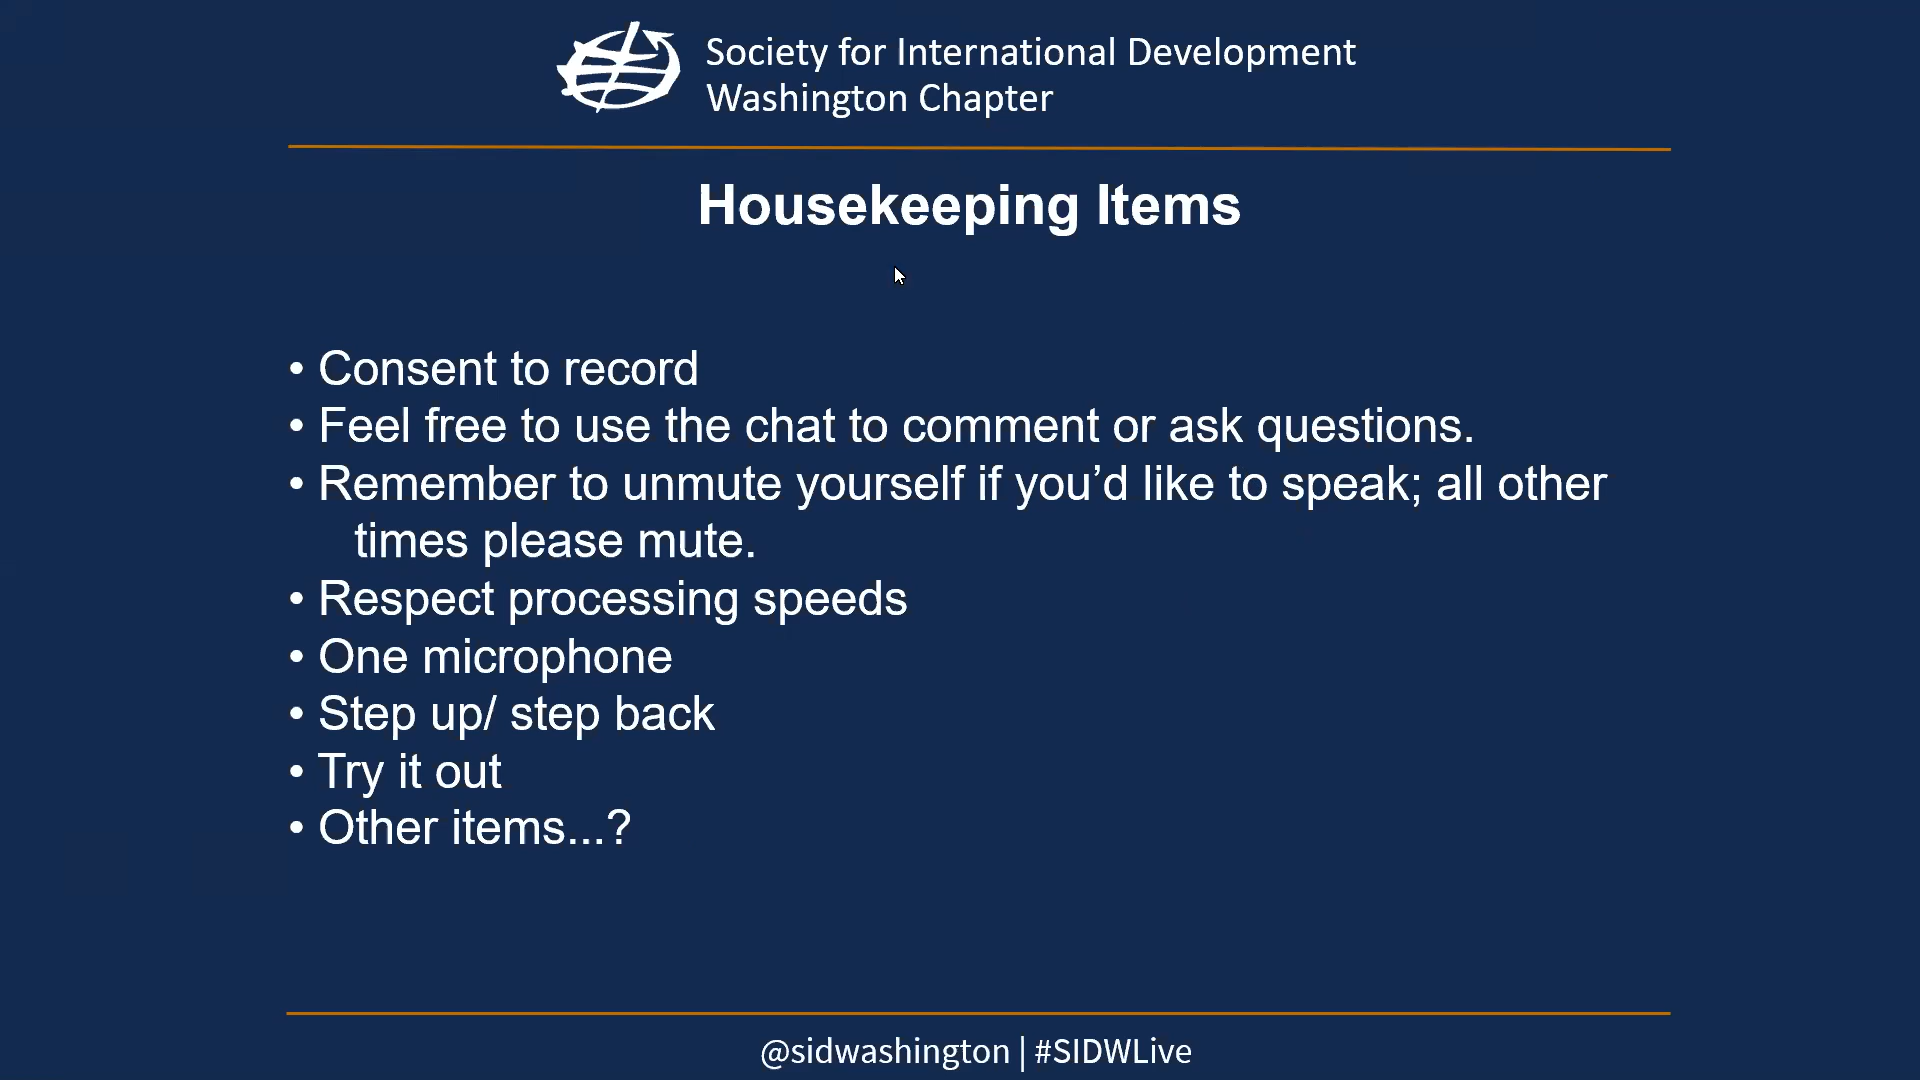 Society for International Development
Washington Chapter
Housekeeping Items
• Consent to record
• Feel free to use the chat to comment or ask questions.
• Remember to unmute yourself if you’d like to speak; all other
times please mute.
• Respect processing speeds
• One microphone
• Step up/ step back
• Try it out
• Other items...?
@sidwashington | #SIDWLive